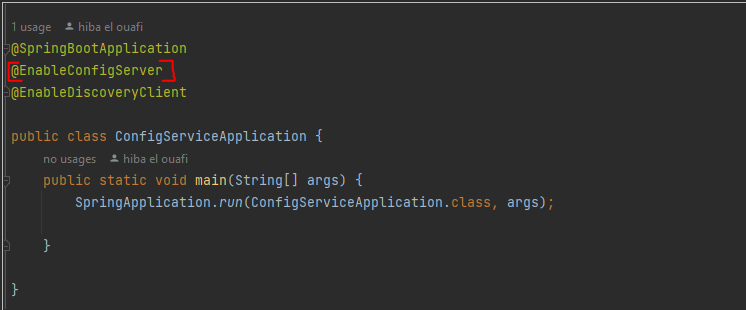 1 usage hiba el ouafi
@SpringBootApplication
@EnableConfigServer
@EnableDiscoveryClient
public class ConfigServiceApplication {
no usages hiba el ouafi
public static void main(String[] args) {
SpringApplication.run(ConfigServiceApplication.class, args);
}
}